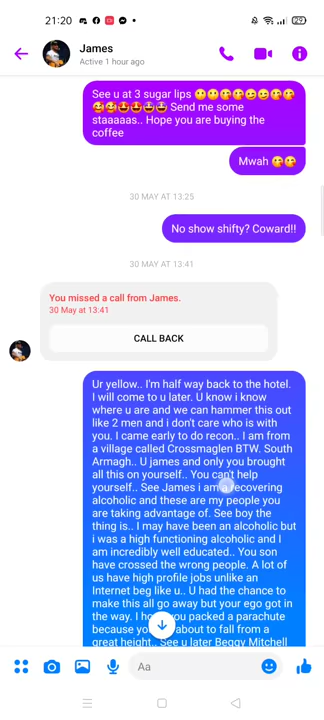 21:20
29
James
Active 1 hour ago
See u at 3 sugar lips
Send me some
staaaaas.. Hope you are buying the
coffee
Mwah
30 MAY AT 13:25
No show shifty? Coward!!
30 MAY AT 13:41
You missed a call from James.
30 May at 13:41
CALL BACK
Ur yellow.. I'm half way back to the hotel.
I will come to u later. U know i know
where u are and we can hammer this out
like 2 men and i don't care who is with
you. I came early to do recon.. I am from
a village called Crossmaglen BTW. South
Armagh.. U james and only you brought
all this on yourself.. You can't help
yourself.. See James i am a recovering
alcoholic and these are my people you
are taking advantage of. See boy the
thing is.. I may have been an alcoholic but
i was a high functioning alcoholic and I
am incredibly well educated.. You son
have crossed the wrong people. A lot of
us have high profile jobs unlike an
Internet beg like u.. U had the chance to
make this all go away but your ego got in
the way. I you packed a parachute
because yo about to fall from a
great height.. See u later Beggy Mitchell
Aa